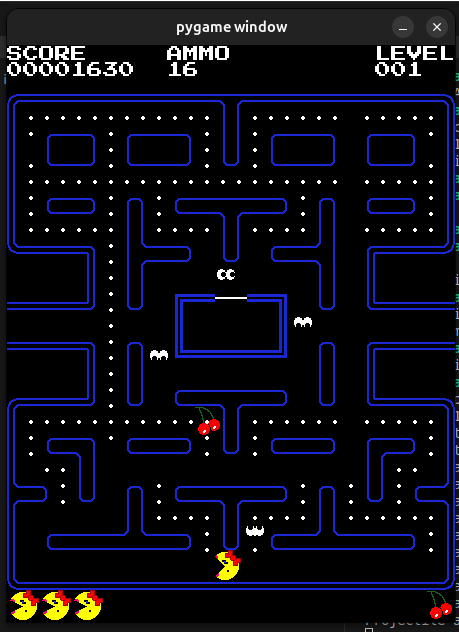 pygame window
SCORE AMMO LEVEL
00001630 16 001